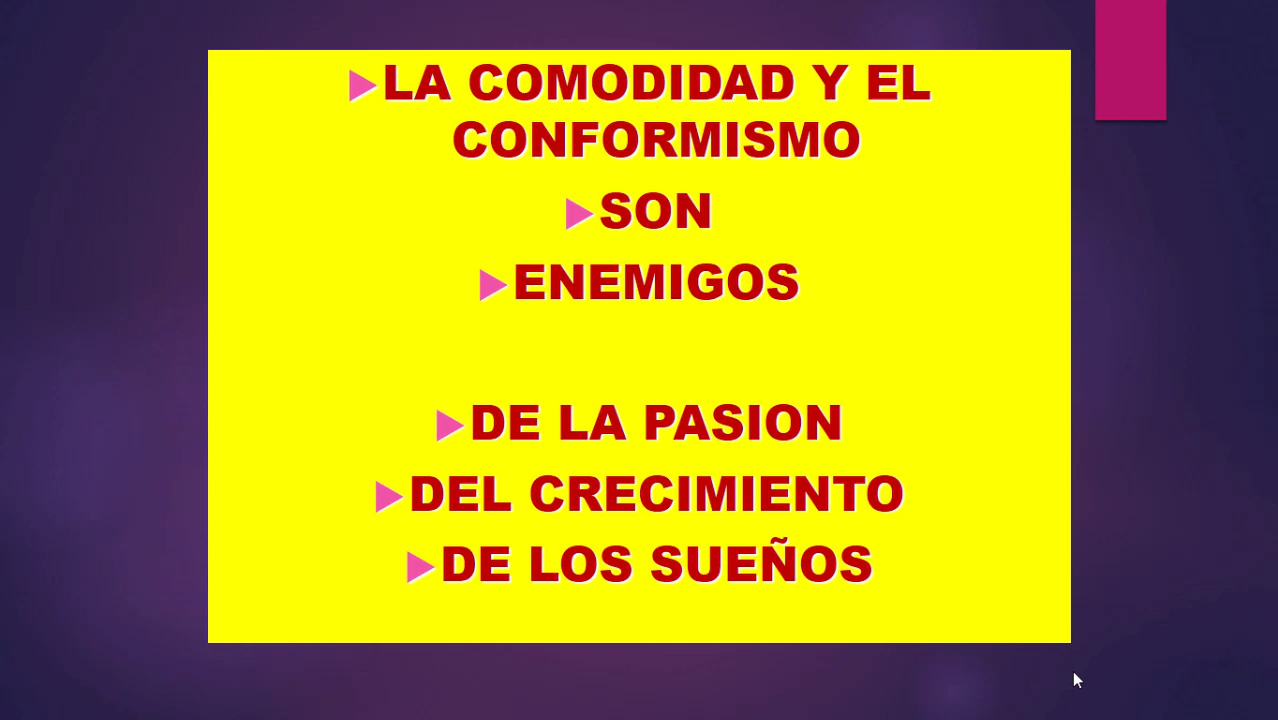 LA COMODIDAD Y EL
CONFORMISMO
SON
ENEMIGOS
DE LA PASION
DEL CRECIMIENTO
DE LOS SUEÑOS